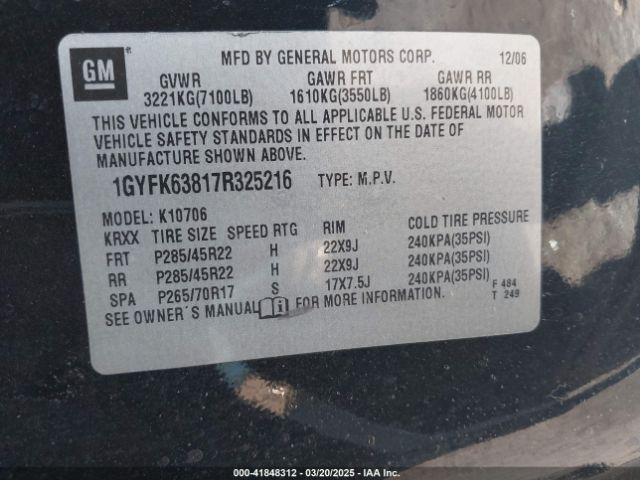 GM
MFD BY GENERAL MOTORS CORP. 12/06
GVWR GAWR FRT GAWR RR
3221KG(7100LB) 1610KG(3550LB) 1860KG(4100LB)
THIS VEHICLE CONFORMS TO ALL APPLICABLE U.S. FEDERAL MOTOR
VEHICLE SAFETY STANDARDS IN EFFECT ON THE DATE OF
MANUFACTURE SHOWN ABOVE.
1GYFK63817R325216 TYPE: M.P.V.
MODEL: K10706
KRXX TIRE SIZE SPEED RTG RIM COLD TIRE PRESSURE
FRT P285/45R22 H 22X9J 240KPA(35PSI)
RR P285/45R22 H 22X9J 240KPA(35PSI)
SPA P265/70R17 S 17X7.5J 240KPA(35PSI) F 484
SEE OWNER'S MANUAL FOR MORE INFORMATION. T 249
000-41848312 | 03/20/2025 | IAA Inc.